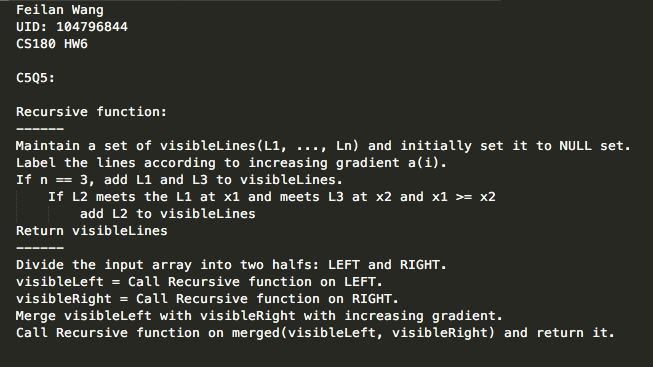 Feilan Wang
UID: 104796844
CS180 HW6
C5Q5:
Recursive function:
------
Maintain a set of visibleLines(L1, ..., Ln) and initially set it to NULL set.
Label the lines according to increasing gradient a(i).
If n == 3, add L1 and L3 to visibleLines.
If L2 meets the L1 at x1 and meets L3 at x2 and x1 >= x2
add L2 to visibleLines
Return visibleLines
------
Divide the input array into two halfs: LEFT and RIGHT.
visibleLeft = Call Recursive function on LEFT.
visibleRight = Call Recursive function on RIGHT.
Merge visibleLeft with visibleRight with increasing gradient.
Call Recursive function on merged(visibleLeft, visibleRight) and return it.